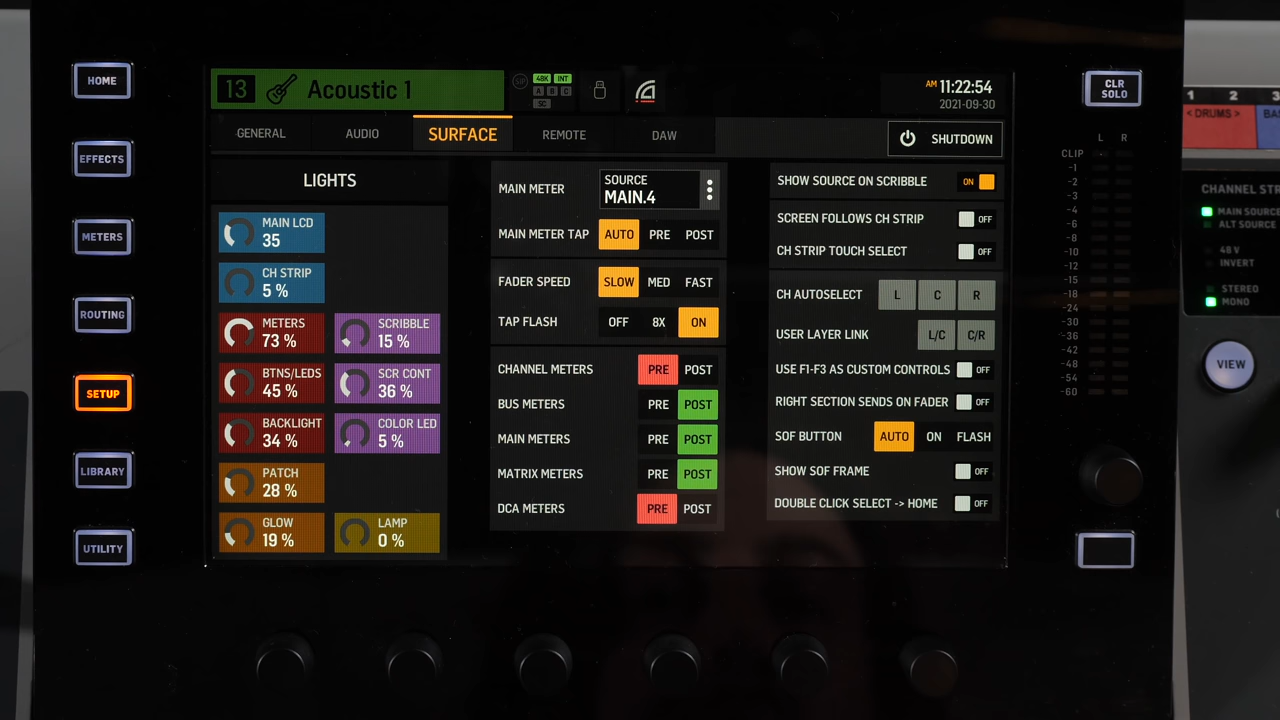 HOME
EFFECTS
METERS
ROUTING
SETUP
LIBRARY
UTILITY
13 Acoustic 1
48K INT
A B C
SC
AM 11:22:54
2021-09-30
GENERAL AUDIO SURFACE REMOTE DAW
SHUTDOWN
LIGHTS
MAIN LCD
35
CH STRIP
5 %
METERS
73 %
SCRIBBLE
15 %
BTNS/LEDS
45 %
SCR CONT
36 %
BACKLIGHT
34 %
COLOR LED
5 %
PATCH
28 %
GLOW
19 %
LAMP
0 %
MAIN METER SOURCE
MAIN.4
MAIN METER TAP AUTO PRE POST
FADER SPEED SLOW MED FAST
TAP FLASH OFF 8X ON
CHANNEL METERS PRE POST
BUS METERS PRE POST
MAIN METERS PRE POST
MATRIX METERS PRE POST
DCA METERS PRE POST
SHOW SOURCE ON SCRIBBLE ON
SCREEN FOLLOWS CH STRIP OFF
CH STRIP TOUCH SELECT OFF
CH AUTOSELECT L C R
USER LAYER LINK L/C C/R
USE F1-F3 AS CUSTOM CONTROLS OFF
RIGHT SECTION SENDS ON FADER OFF
SOF BUTTON AUTO ON FLASH
SHOW SOF FRAME OFF
DOUBLE CLICK SELECT -> HOME OFF
CLR
SOLO
L R
CLIP
-1
-2
-3
-4
-6
-8
-10
-12
-15
-18
-24
-30
-36
-42
-48
-54
-60
1 2 3
< DRUMS > BA
CHANNEL STR
MAIN SOURC
ALT SOURCE
48 V
INVERT
STEREO
MONO
VIEW